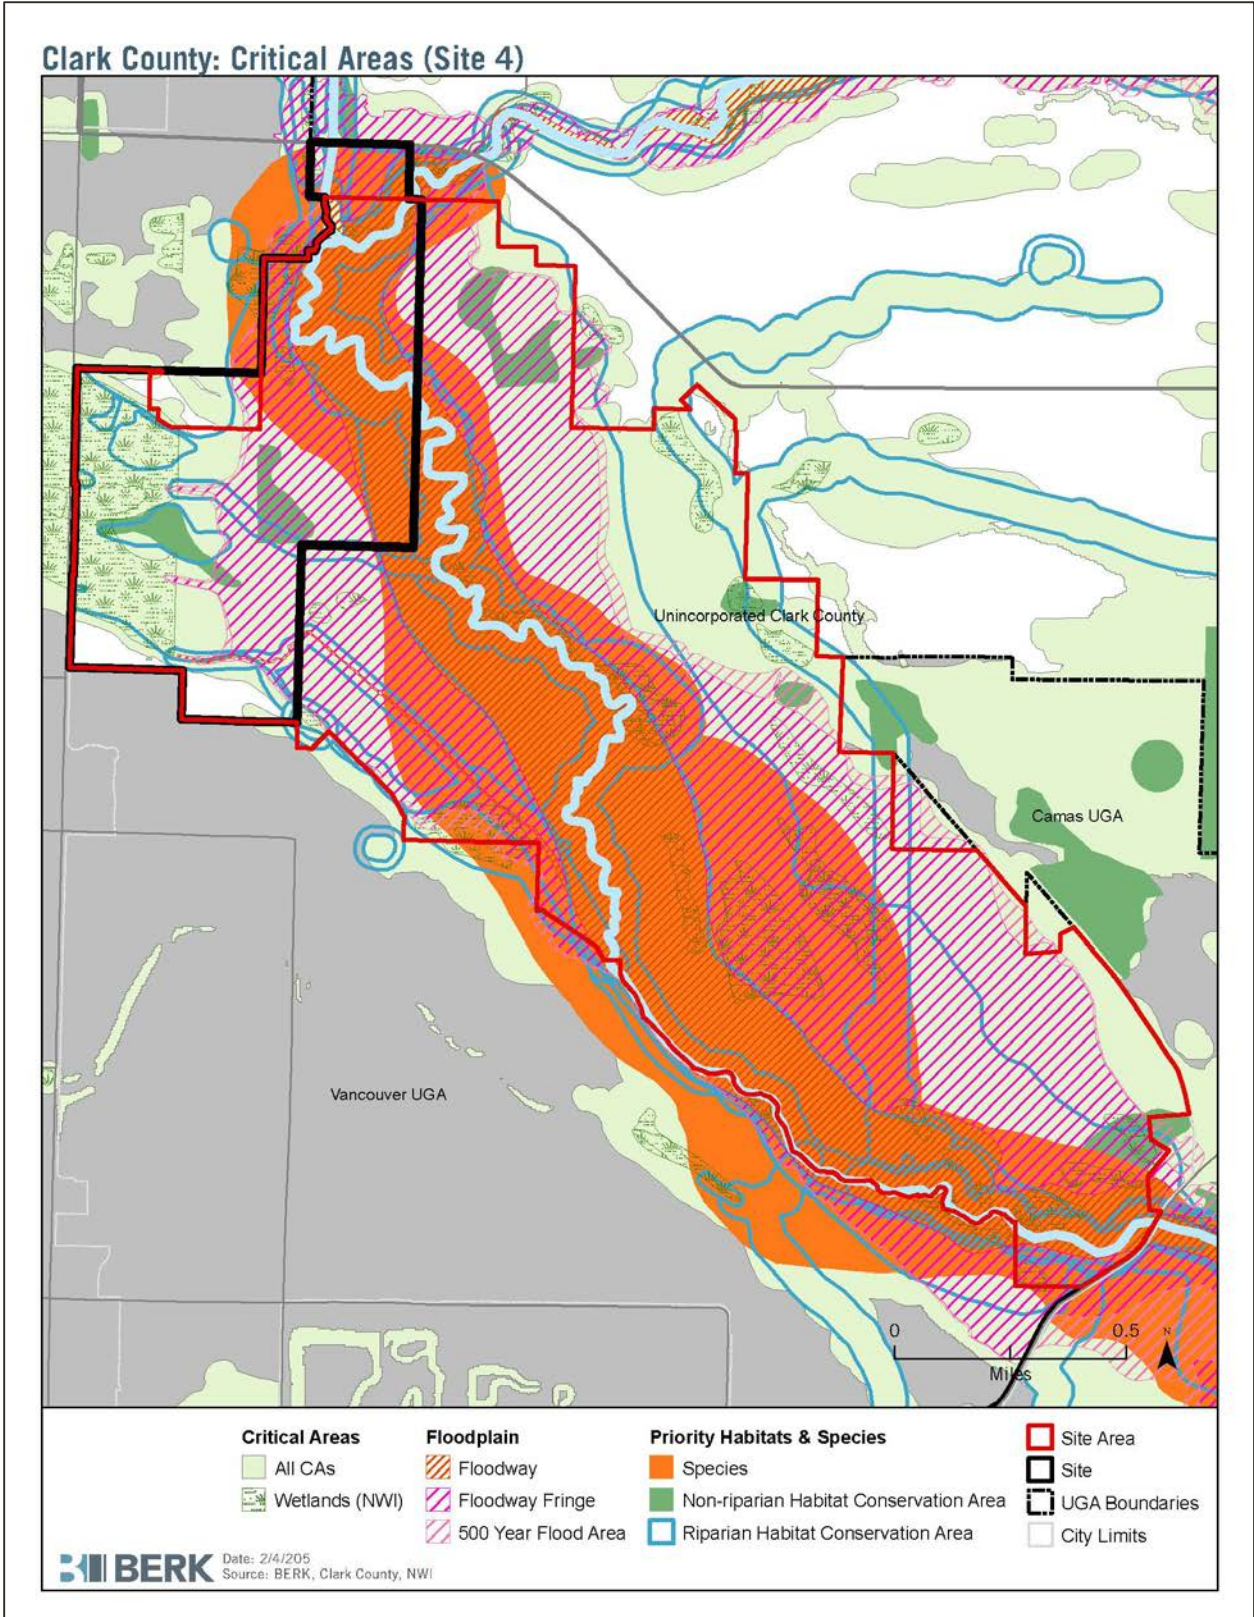 Clark County: Critical Areas (Site 4)
Unincorporated Clark County
Camas UGA
Vancouver UGA
0 0.5
N
Miles
Critical Areas
All CAs
Wetlands (NWI)
Floodplain
Floodway
Floodway Fringe
500 Year Flood Area
Priority Habitats & Species
Species
Non-riparian Habitat Conservation Area
Riparian Habitat Conservation Area
Site Area
Site
UGA Boundaries
City Limits
BERK
Date: 2/4/205
Source: BERK, Clark County, NWI